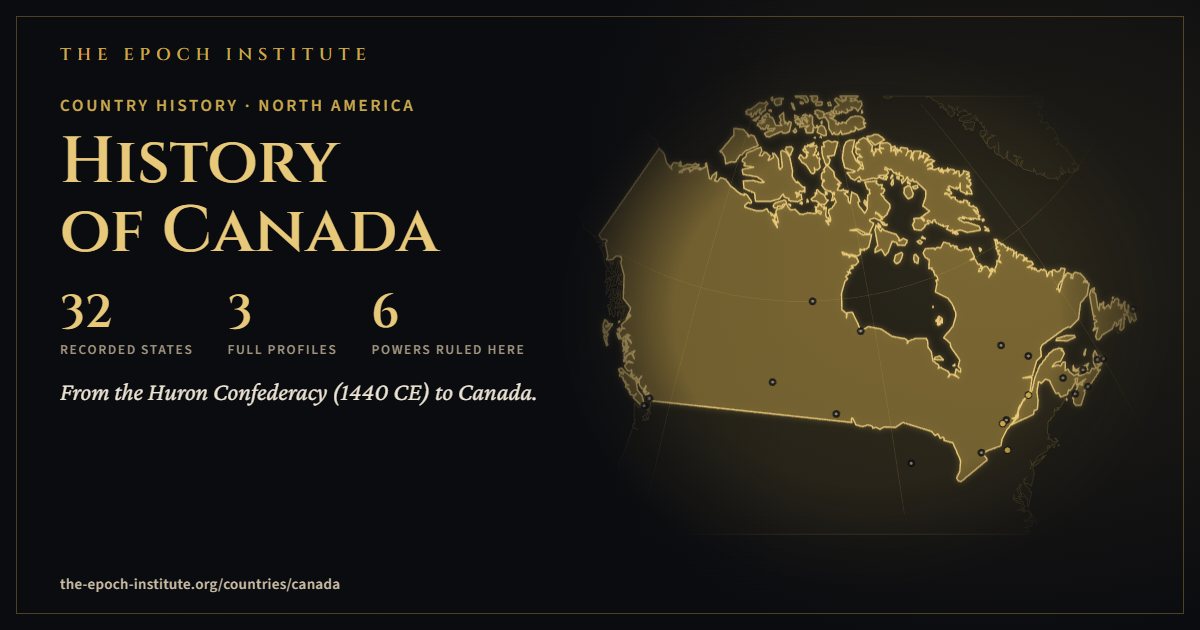 THE EPOCH INSTITUTE
COUNTRY HISTORY · NORTH AMERICA
HISTORY
OF CANADA
32 3 6
RECORDED STATES FULL PROFILES POWERS RULED HERE
From the Huron Confederacy (1440 CE) to Canada.
the-epoch-institute.org/countries/canada